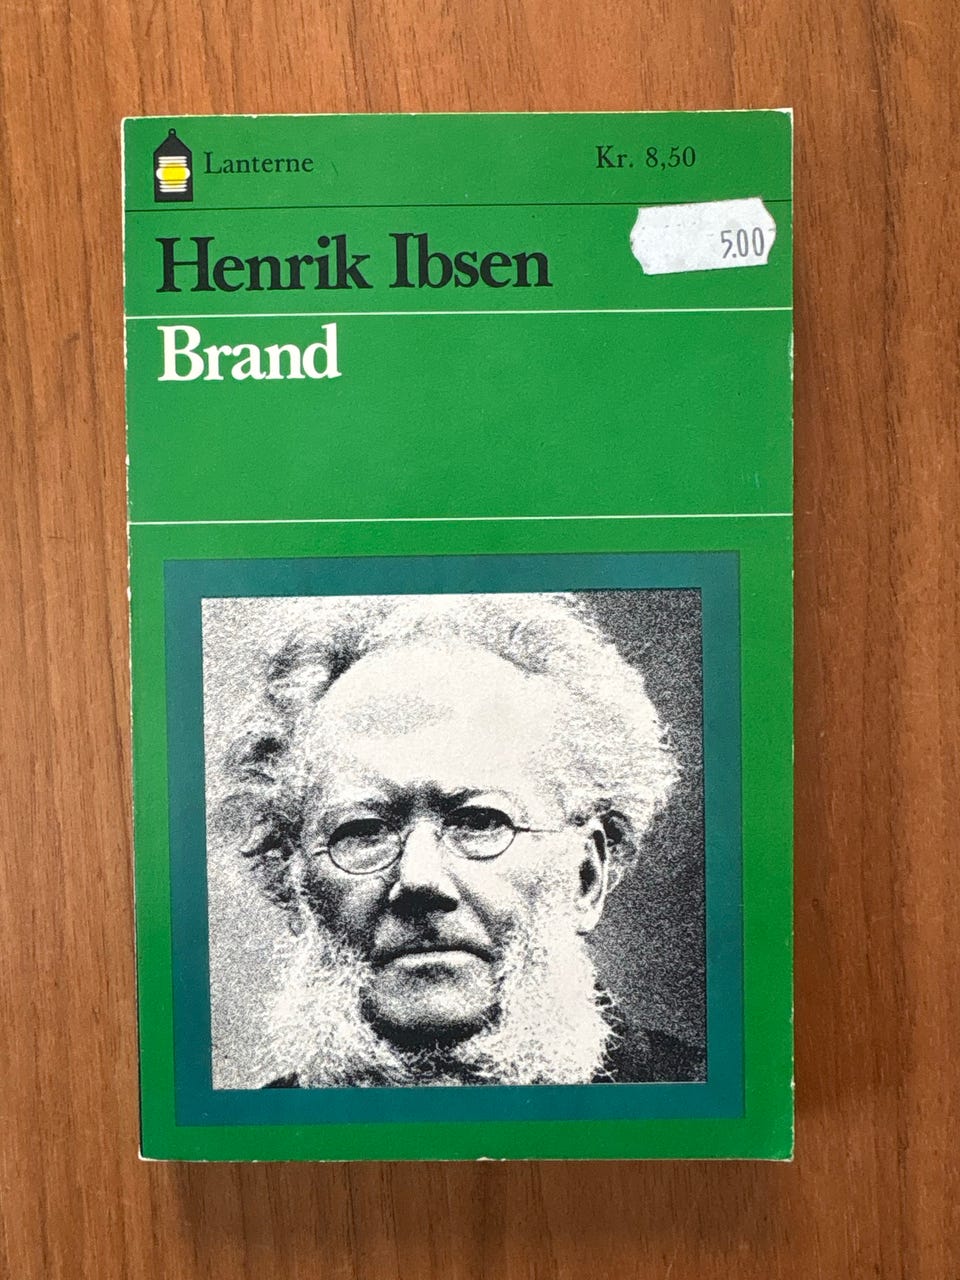 Lanterne Kr. 8,50
Henrik Ibsen
5.00
Brand